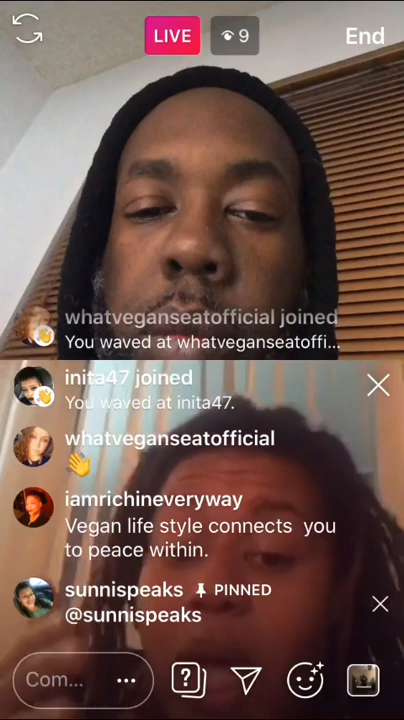 LIVE
9
End
whatveganseatofficial joined
You waved at whatveganseatoffi...
inita47 joined
You waved at inita47.
whatveganseatofficial
👋
iamrichineveryway
Vegan life style connects you
to peace within.
sunnispeaks PINNED
@sunnispeaks
Com...